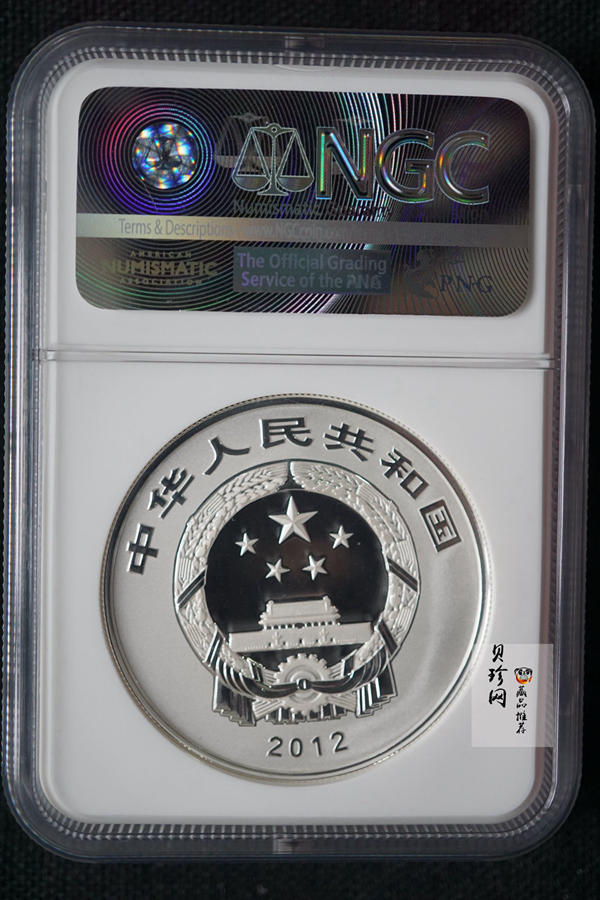 NGC
Numismatic
Terms & Descriptions
AMERICAN
NUMISMATIC
ASSOCIATION
The Official Grading
Service of the PNG
PNG
中华人民共和国
2012
贝珍网
藏品推荐